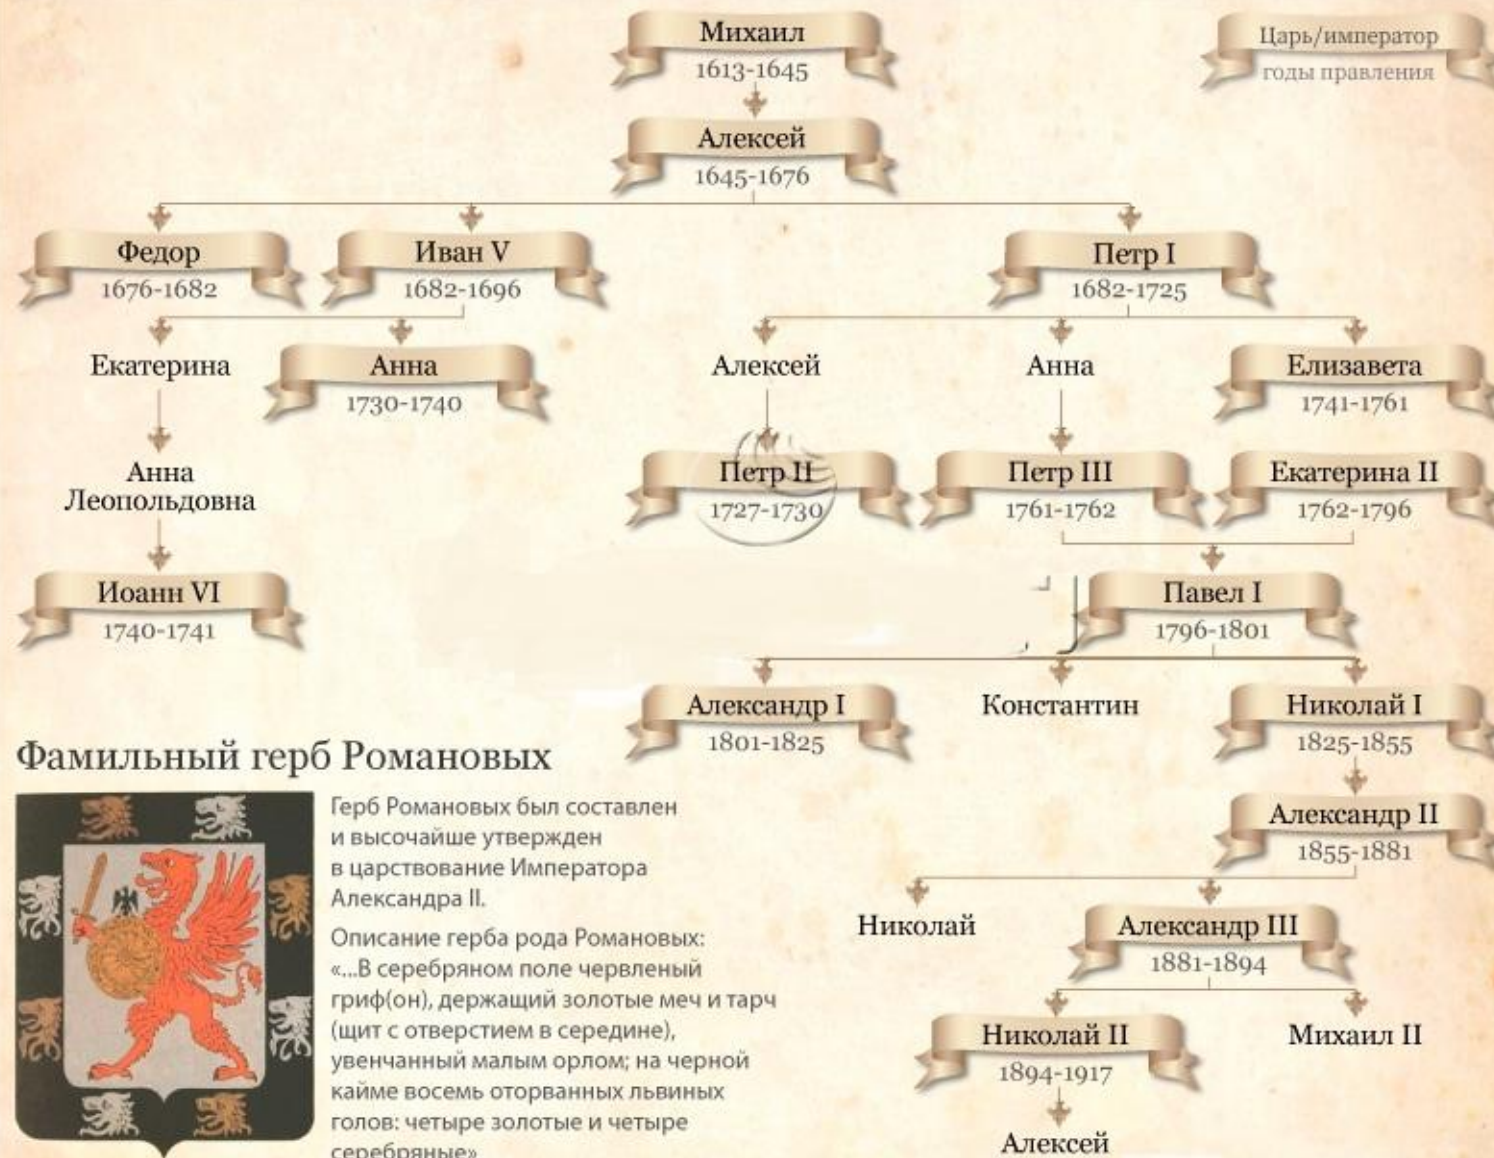 Михаил
1613-1645
Царь/император
годы правления
Алексей
1645-1676
Федор
1676-1682
Иван V
1682-1696
Петр I
1682-1725
Екатерина
Анна
1730-1740
Алексей
Анна
Елизавета
1741-1761
Анна
Леопольдовна
Петр II
1727-1730
Петр III
1761-1762
Екатерина II
1762-1796
Иоанн VI
1740-1741
Павел I
1796-1801
Александр I
1801-1825
Константин
Николай I
1825-1855
Александр II
1855-1881
Николай
Александр III
1881-1894
Николай II
1894-1917
Михаил II
Алексей
Фамильный герб Романовых
Герб Романовых был составлен
и высочайше утвержден
в царствование Императора
Александра II.
Описание герба рода Романовых:
«...В серебряном поле червленый
гриф(он), держащий золотые меч и тарч
(щит с отверстием в середине),
увенчанный малым орлом; на черной
кайме восемь оторванных львиных
голов: четыре золотые и четыре
серебряные»